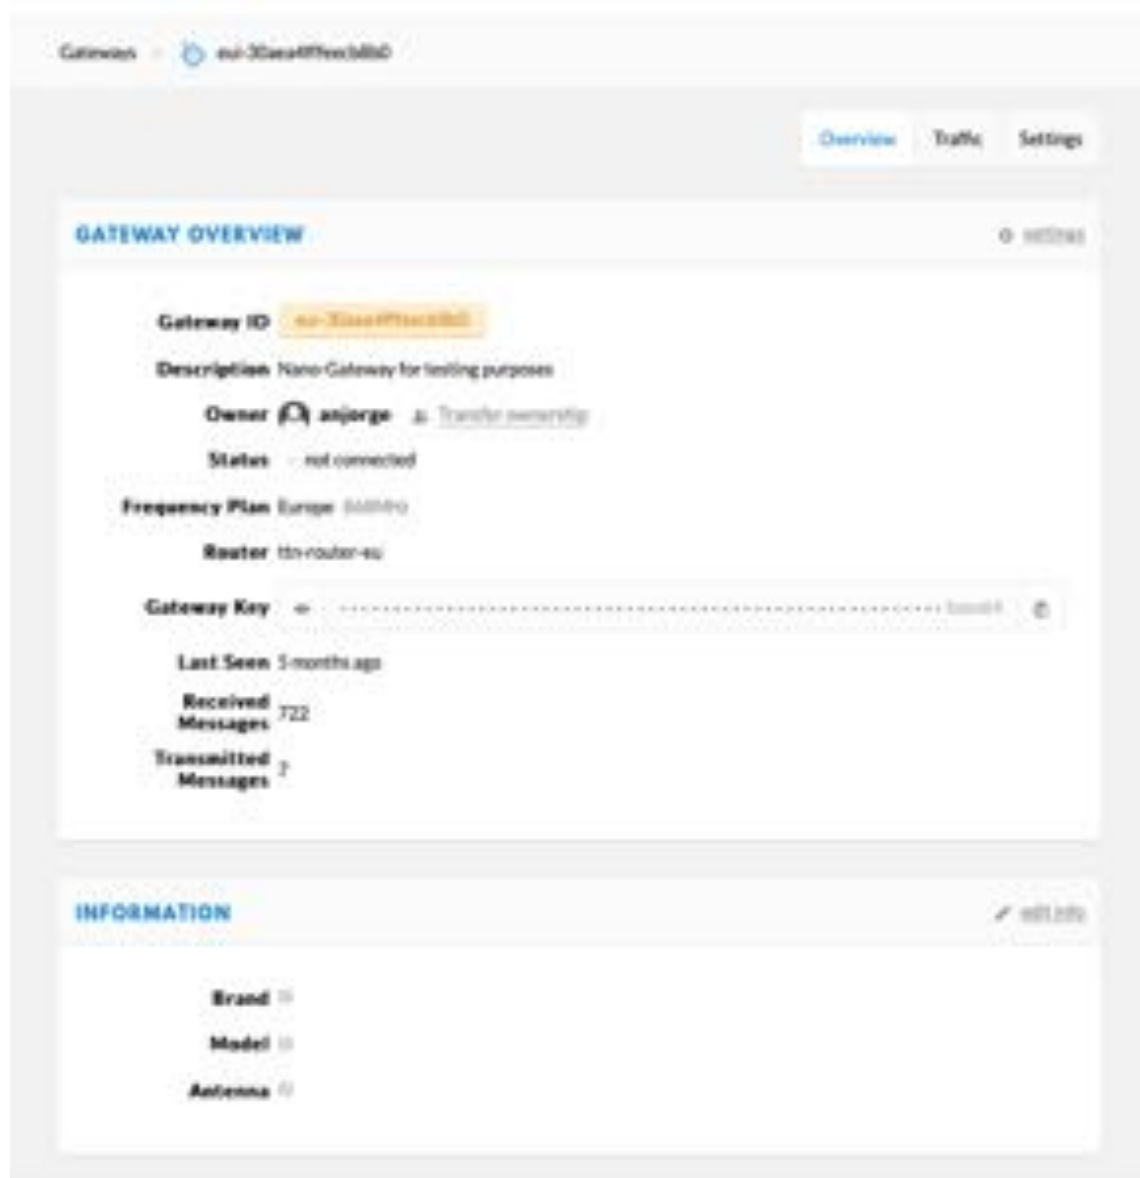 Gateways
Overview Traffic Settings
GATEWAY OVERVIEW settings
Gateway ID
Description Nano-Gateway for testing purposes
Owner anjorge Transfer ownership
Status not connected
Frequency Plan Europe
Router ttn-router-eu
Gateway Key base64
Last Seen 5 months ago
Received
Messages 722
Transmitted
Messages
INFORMATION edit info
Brand
Model
Antenna